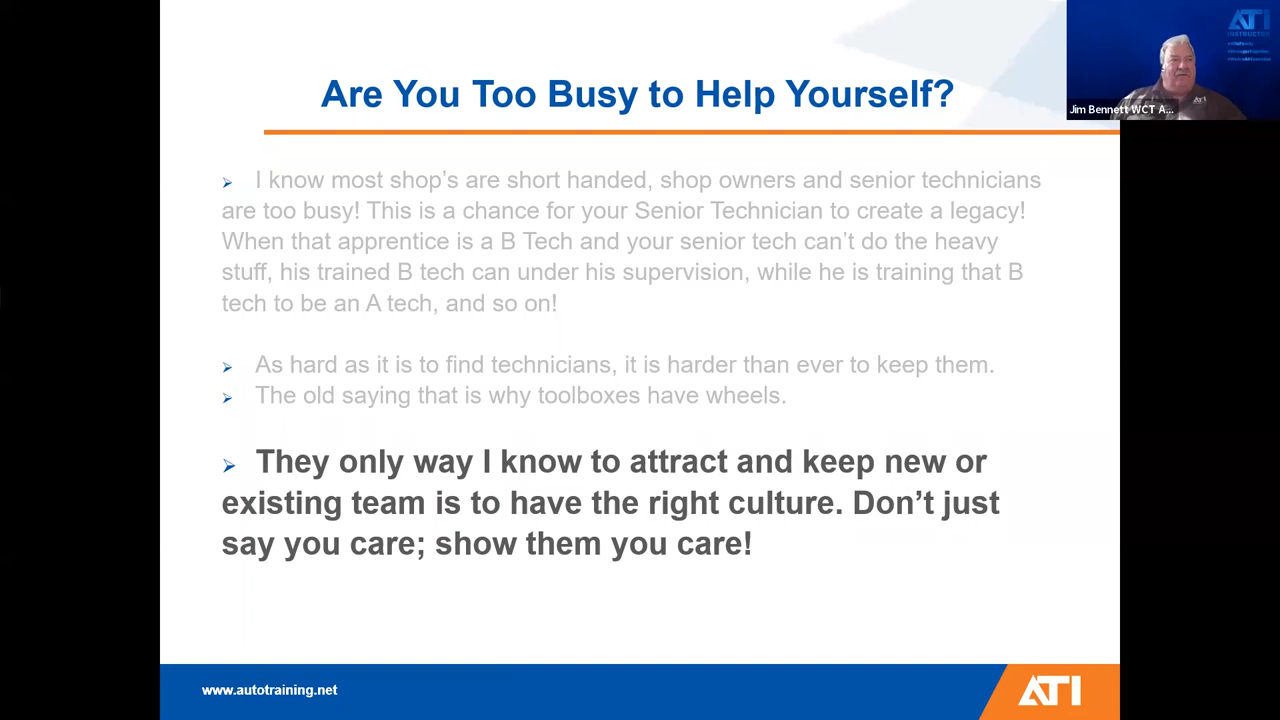 Are You Too Busy to Help Yourself?
ATI
INSTRUCTOR
Jim Bennett WCT A...
➢ I know most shop’s are short handed, shop owners and senior technicians
are too busy! This is a chance for your Senior Technician to create a legacy!
When that apprentice is a B Tech and your senior tech can’t do the heavy
stuff, his trained B tech can under his supervision, while he is training that B
tech to be an A tech, and so on!
➢ As hard as it is to find technicians, it is harder than ever to keep them.
➢ The old saying that is why toolboxes have wheels.
➢ They only way I know to attract and keep new or
existing team is to have the right culture. Don’t just
say you care; show them you care!
www.autotraining.net
ATI